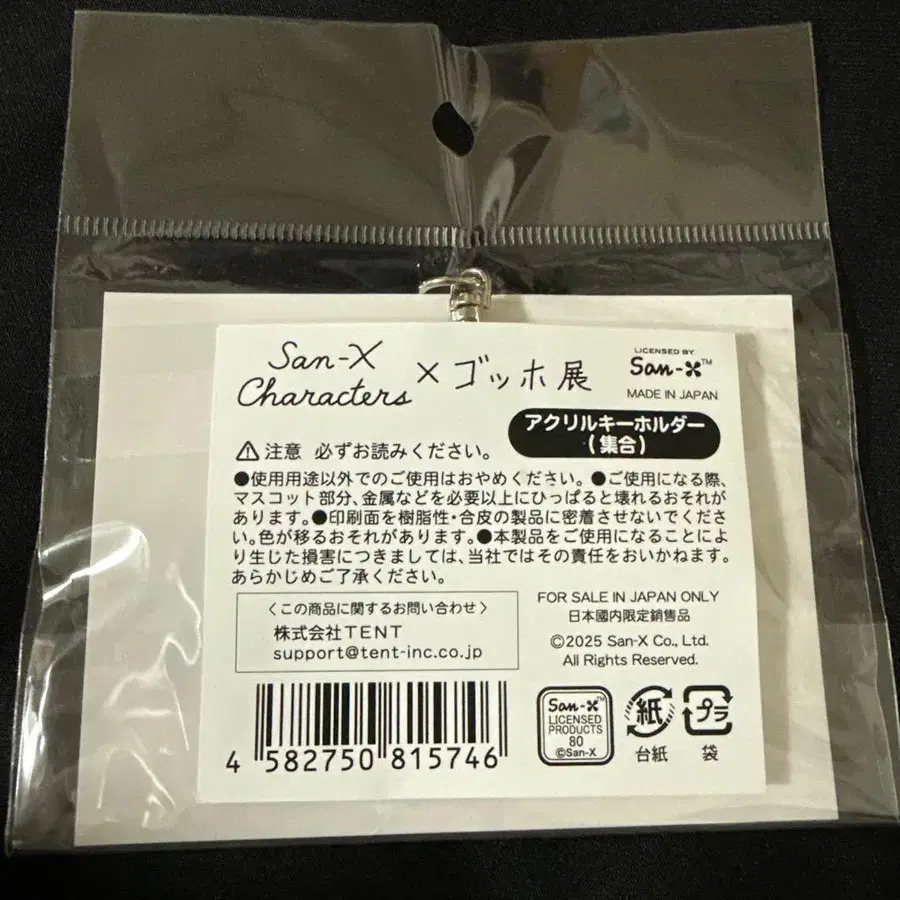 San-X
Characters × ゴッホ展
LICENSED BY
San-X™
MADE IN JAPAN
アクリルキーホルダー
(集合)
⚠注意 必ずお読みください。
●使用用途以外でのご使用はおやめください。●ご使用になる際、
マスコット部分、金属などを必要以上にひっぱると壊れるおそれが
あります。●印刷面を樹脂性・合皮の製品に密着させないでくださ
い。色が移るおそれがあります。●本製品をご使用になることによ
り生じた損害につきましては、当社ではその責任をおいかねます。
あらかじめご了承ください。
〈この商品に関するお問い合わせ〉
株式会社TENT
support@tent-inc.co.jp
FOR SALE IN JAPAN ONLY
日本國内限定銷售品
©2025 San-X Co., Ltd.
All Rights Reserved.
4 582750 815746
San-X™
LICENSED
PRODUCTS
80
©San-X
紙
台紙
プラ
袋